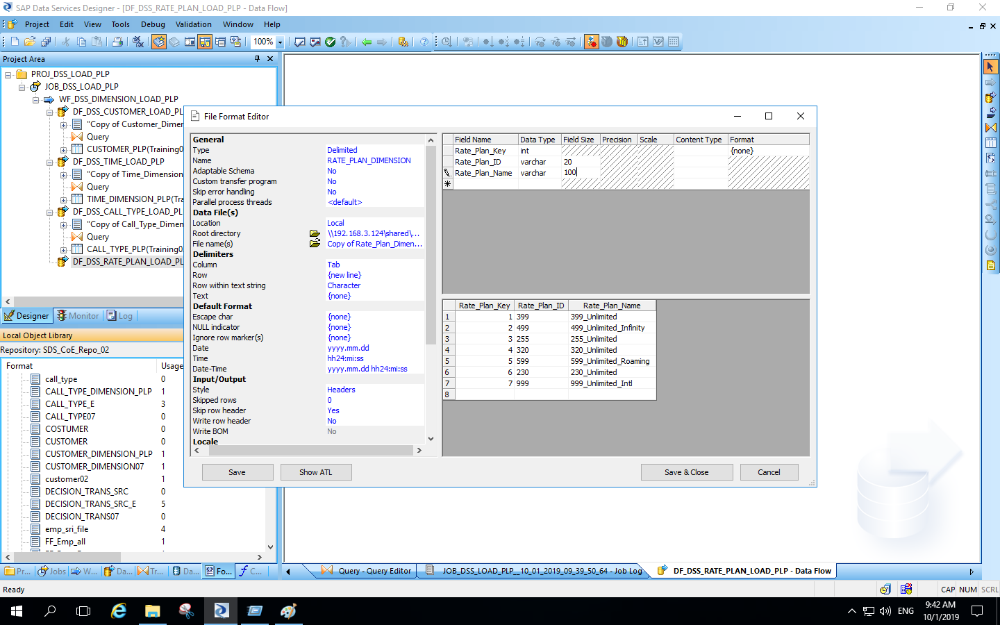 SAP Data Services Designer - [DF_DSS_RATE_PLAN_LOAD_PLP - Data Flow]
Project Edit View Tools Debug Validation Window Help
100%
Project Area
PROJ_DSS_LOAD_PLP
JOB_DSS_LOAD_PLP
WF_DSS_DIMENSION_LOAD_PLP
DF_DSS_CUSTOMER_LOAD_PL
"Copy of Customer_Dimer
Query
CUSTOMER_PLP(Training0
DF_DSS_TIME_LOAD_PLP
"Copy of Time_Dimension
Query
TIME_DIMENSION_PLP(Tra
DF_DSS_CALL_TYPE_LOAD_PL
"Copy of Call_Type_Dimen
Query
CALL_TYPE_PLP(Training0
DF_DSS_RATE_PLAN_LOAD_PL
Designer Monitor Log
Local Object Library
Repository: SDS_CoE_Repo_02
Format Usage
call_type 0
CALL_TYPE_DIMENSION_PLP 1
CALL_TYPE_E 3
CALL_TYPE07 0
COSTUMER 0
CUSTOMER 0
CUSTOMER_DIMENSION_PLP 1
CUSTOMER_DIMENSION07 1
customer02 1
DECISION_TRANS_SRC 0
DECISION_TRANS_SRC_E 5
DECISION_TRANS07 0
emp_sri_file 4
FF_Emp_all 1
Pr... Jobs W... Da... Tr... Da... Fo... C...
File Format Editor
General
Type Delimited
Name RATE_PLAN_DIMENSION
Adaptable Schema No
Custom transfer program No
Skip error handling No
Parallel process threads <default>
Data File(s)
Location Local
Root directory \\192.168.3.124\shared\...
File name(s) Copy of Rate_Plan_Dimen...
Delimiters
Column Tab
Row {new line}
Row within text string Character
Text {none}
Default Format
Escape char {none}
NULL indicator {none}
Ignore row marker(s) {none}
Date yyyy.mm.dd
Time hh24:mi:ss
Date-Time yyyy.mm.dd hh24:mi:ss
Input/Output
Style Headers
Skipped rows 0
Skip row header Yes
Write row header No
Write BOM No
Locale
Field Name Data Type Field Size Precision Scale Content Type Format
Rate_Plan_Key int {none}
Rate_Plan_ID varchar 20
Rate_Plan_Name varchar 100
Rate_Plan_Key Rate_Plan_ID Rate_Plan_Name
1 1 399 399_Unlimited
2 2 499 499_Unlimited_Infinity
3 3 255 255_Unlimited
4 4 320 320_Unlimited
5 5 599 599_Unlimited_Roaming
6 6 230 230_Unlimited
7 7 999 999_Unlimited_Intl
8
Save Show ATL Save & Close Cancel
Query - Query Editor JOB_DSS_LOAD_PLP__10_01_2019_09_39_50_64 - Job Log DF_DSS_RATE_PLAN_LOAD_PLP - Data Flow
Ready CAP NUM SCRL
ENG
9:42 AM
10/1/2019